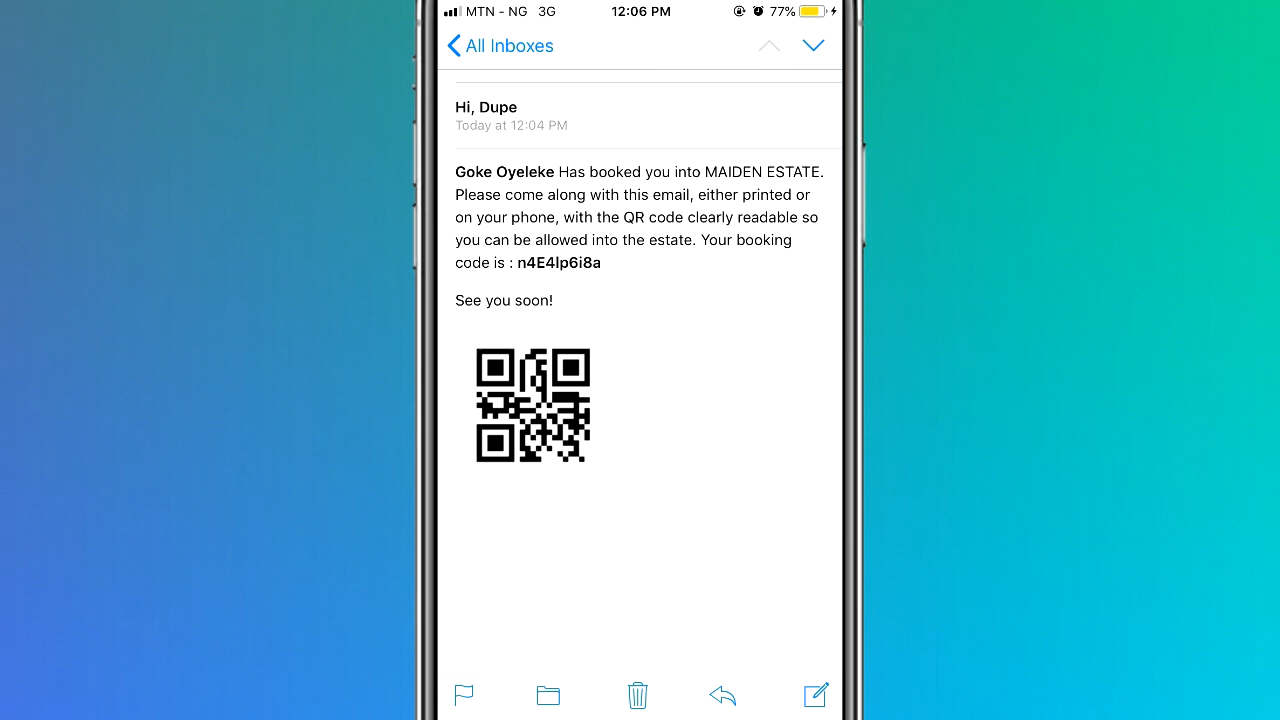 MTN - NG 3G 12:06 PM 77%
All Inboxes
Hi, Dupe
Today at 12:04 PM
Goke Oyeleke Has booked you into MAIDEN ESTATE.
Please come along with this email, either printed or
on your phone, with the QR code clearly readable so
you can be allowed into the estate. Your booking
code is : n4E4lp6i8a
See you soon!